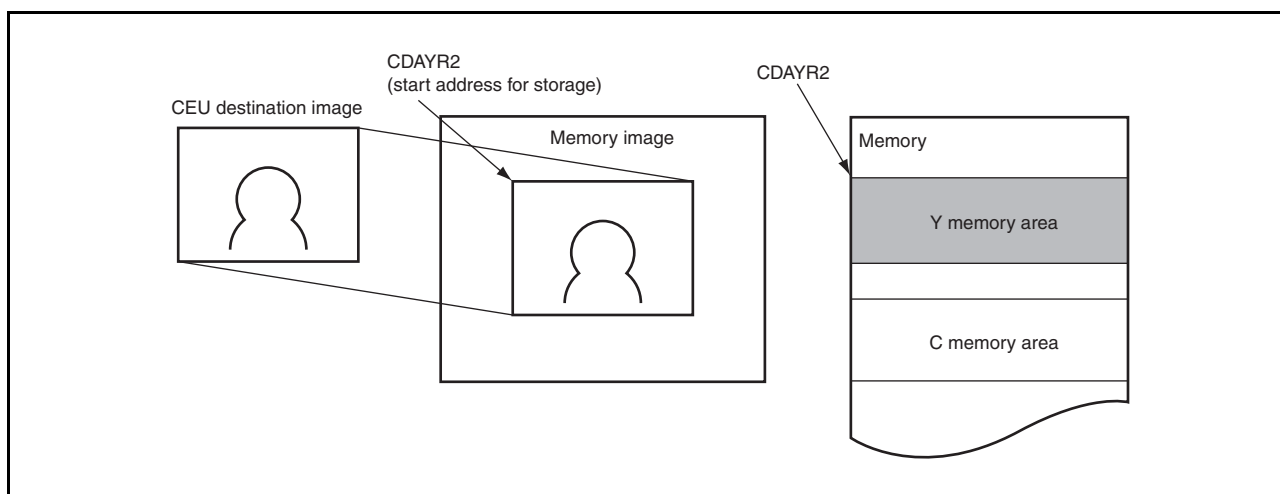 CEU destination image
CDAYR2
(start address for storage)
Memory image
CDAYR2
Memory
Y memory area
C memory area